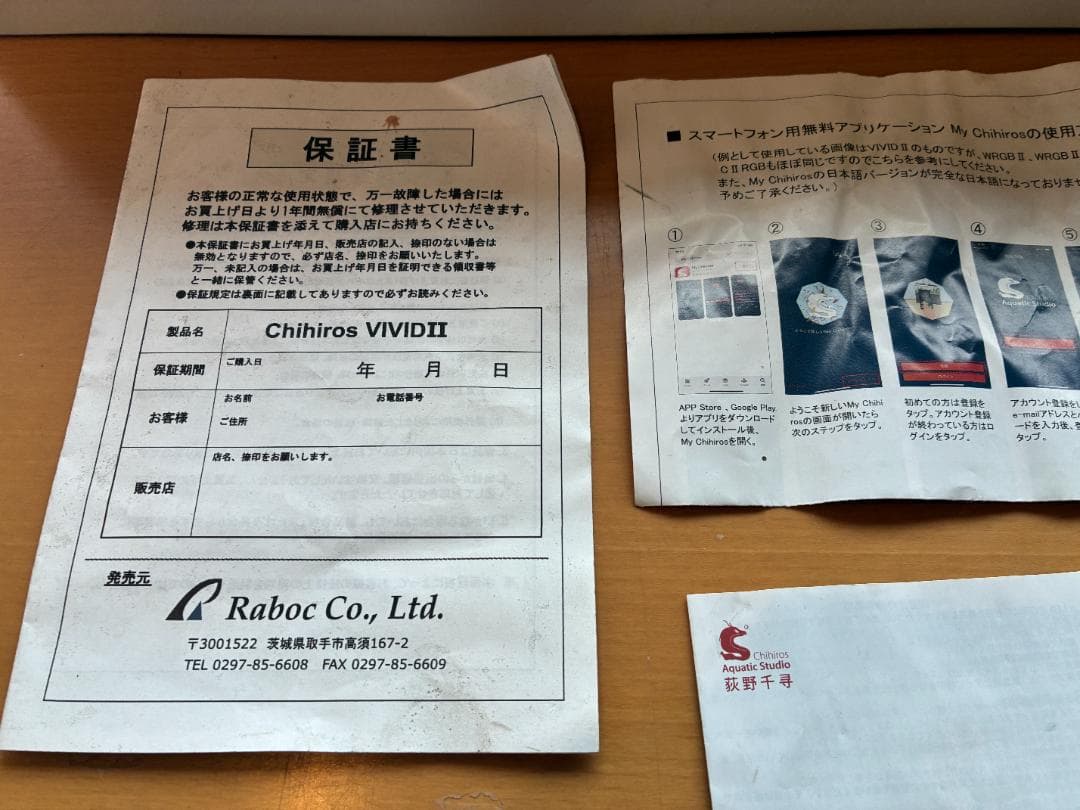 保証書
お客様の正常な使用状態で、万一故障した場合には
お買上げ日より1年間無償にて修理させていただきます。
修理は本保証書を添えて購入店にお持ちください。
●本保証書にお買上げ年月日、販売店の記入、捺印のない場合は
無効となりますので、必ず店名、捺印をお願いいたします。
万一、未記入の場合は、お買上げ年月日を証明できる領収書等
と一緒に保管ください。
●保証規定は裏面に記載してありますので必ずお読みください。
製品名 Chihiros VIVIDII
保証期間 ご購入日 年 月 日
お客様 お名前 お電話番号
ご住所
販売店 店名、捺印をお願いします。
発売元
Raboc Co., Ltd.
〒3001522 茨城県取手市高須167-2
TEL 0297-85-6608 FAX 0297-85-6609
■ スマートフォン用無料アプリケーション My Chihirosの使用
(例として使用している画像はVIVIDⅡのものですが、WRGBⅡ、WRGBⅡ
CⅡRGBもほぼ同じですのでこちらを参考にしてください。
また、My Chihirosの日本語バージョンが完全な日本語になっておりませ
予めご了承ください。)
① ② ③ ④ ⑤
Aquatic Studio
APP Store 、Google Play
よりアプリをダウンロード
してインストール後、
My Chihirosを開く。
ようこそ新しいMy Chihi
rosの画面が開いたら
次のステップをタップ。
初めての方は登録を
タップ。アカウント登録
が終わっている方はロ
グインをタップ。
アカウント登録を
e-mailアドレスと
ードを入力後、
タップ。
Chihiros
Aquatic Studio
荻野千寻